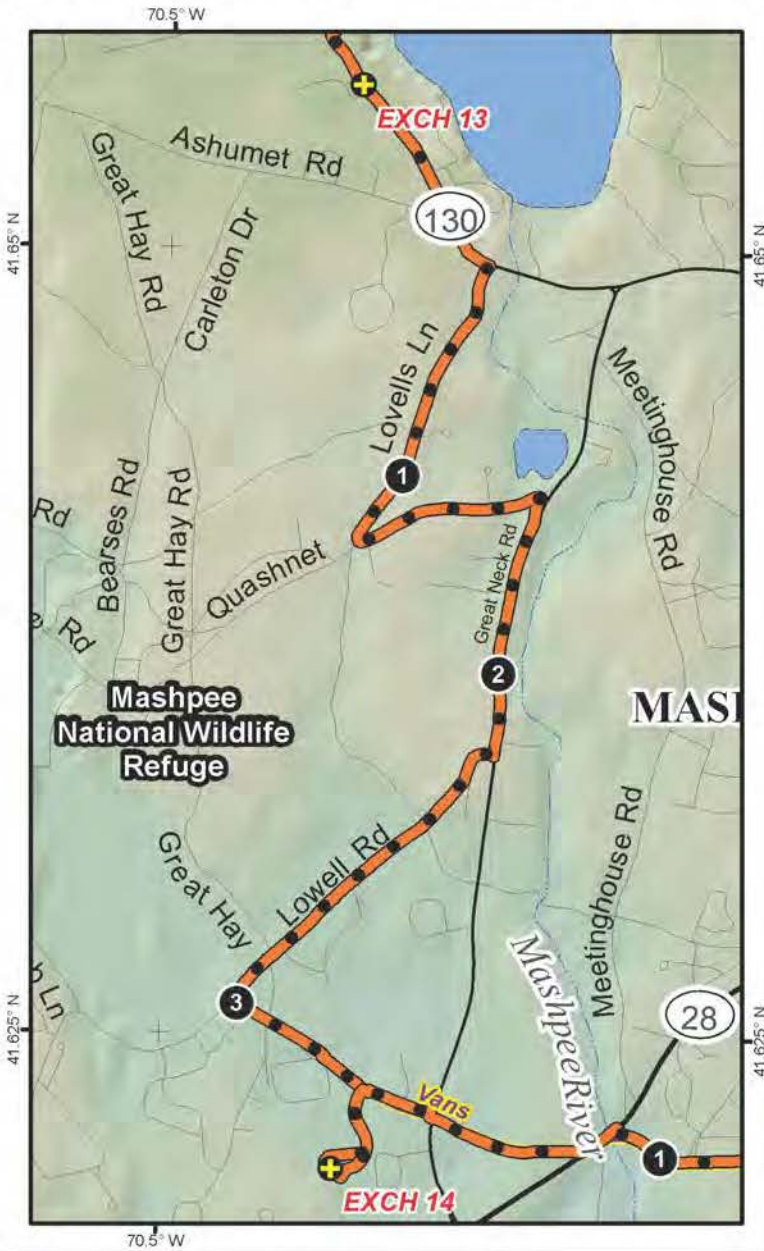 70.5° W
EXCH 13
Ashumet Rd
Great Hay Rd
130
Carleton Dr
41.65° N
41.65° N
Lovells Ln
Meetinghouse Rd
1
Rd
Bearses Rd
Great Hay Rd
Quashnet
Great Neck Rd
Rd
2
Mashpee
National Wildlife
Refuge
MAS
Meetinghouse Rd
Great Hay
Lowell Rd
Mashpee River
Ln
3
28
41.625° N
41.625° N
Vans
1
EXCH 14
70.5° W